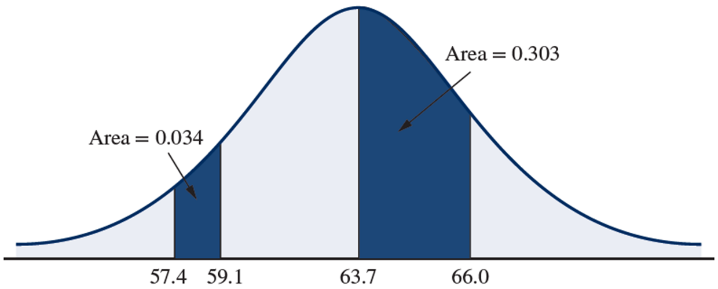 Area = 0.303
Area = 0.034
57.4 59.1 63.7 66.0